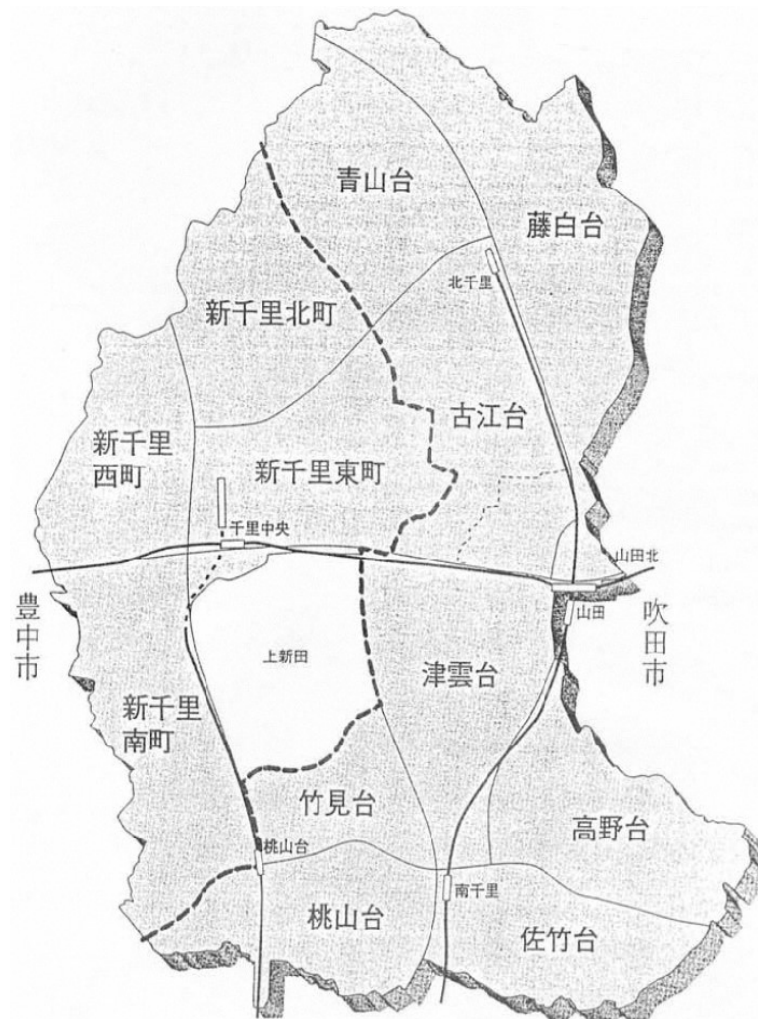 青山台
藤白台
北千里
新千里北町
古江台
新千里
西町
新千里東町
千里中央
山田北
豊中市
山田
吹田市
上新田
津雲台
新千里
南町
竹見台
高野台
桃山台
南千里
桃山台
佐竹台